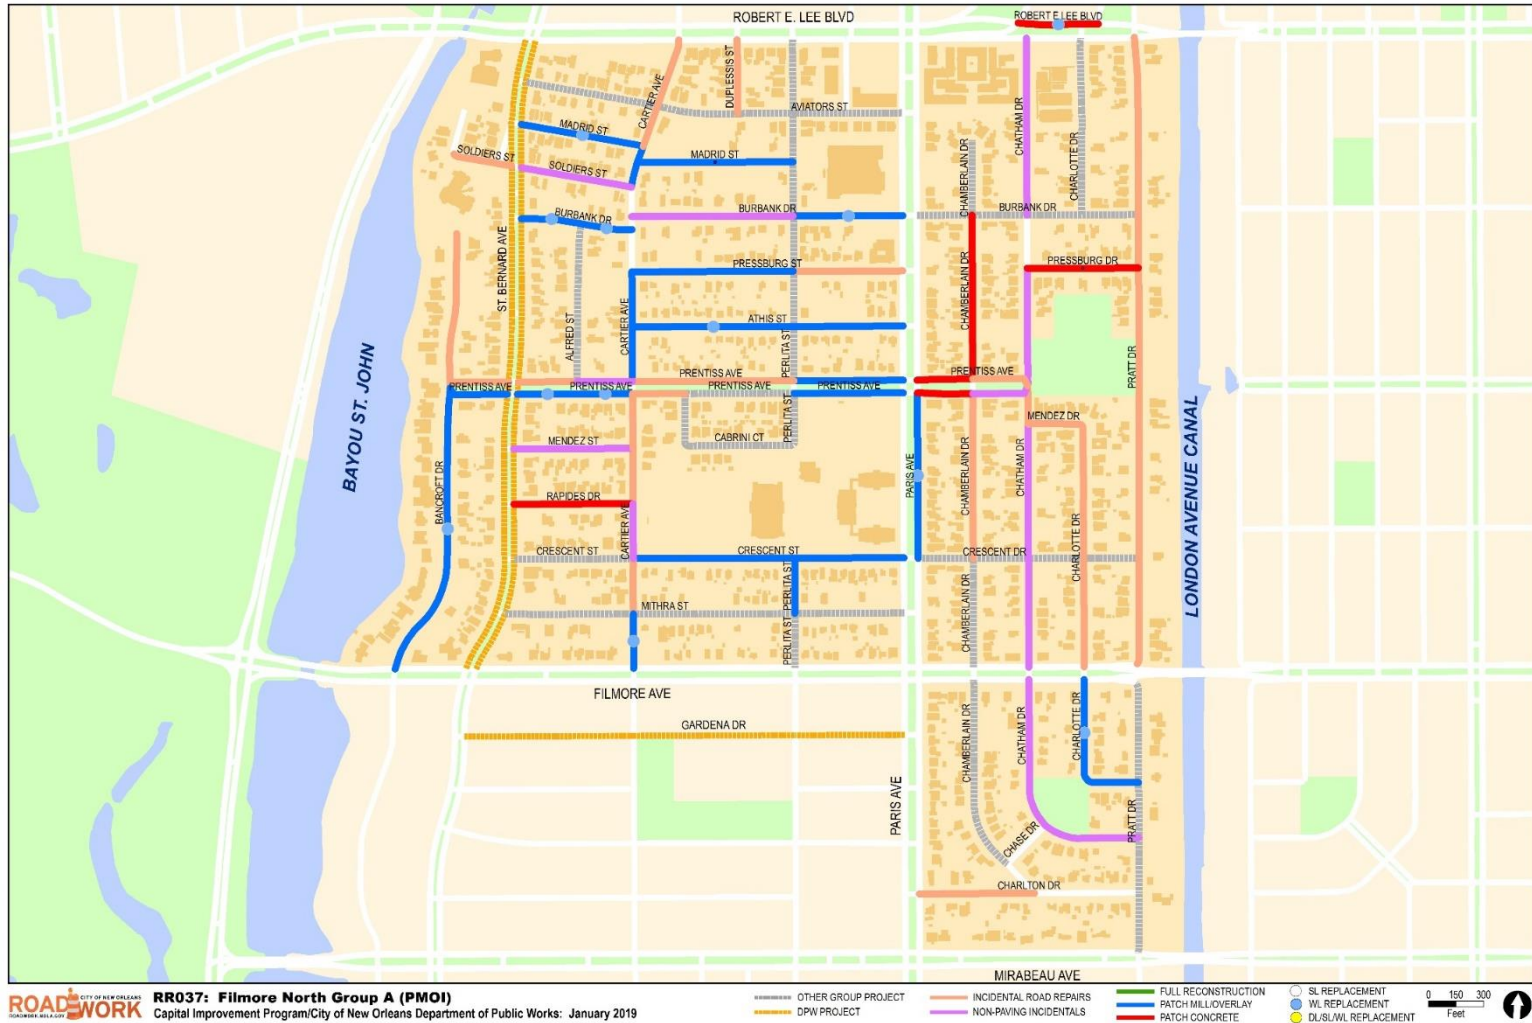 ROBERT E. LEE BLVD
ROBERT E LEE BLVD
DUPLESSIS ST
CARTIER AVE
AVIATORS ST
CHATHAM DR
CHARLOTTE DR
MADRID ST
MADRID ST
SOLDIERS ST
SOLDIERS ST
CHAMBERLAIN DR
BURBANK DR
BURBANK DR
BURBANK DR
ST. BERNARD AVE
PRESSBURG ST
PRESSBURG DR
CHAMBERLAIN DR
ALFRED ST
CARTIER AVE
ATHIS ST
PERLITA ST
PRATT DR
BAYOU ST. JOHN
PRENTISS AVE
PRENTISS AVE
PRENTISS AVE
PRENTISS AVE
PRENTISS AVE
PRENTISS AVE
PERLITA ST
MENDEZ DR
LONDON AVENUE CANAL
MENDEZ ST
CABRINI CT
BANCROFT DR
PARIS AVE
CHAMBERLAIN DR
CHATHAM DR
RAPIDES DR
CARTIER AVE
CHARLOTTE DR
CRESCENT ST
CRESCENT ST
CRESCENT DR
PERLITA ST
CHAMBERLAIN DR
MITHRA ST
PERLITA ST
FILMORE AVE
GARDENA DR
CHAMBERLAIN DR
CHATHAM DR
CHARLOTTE DR
PARIS AVE
CHASE DR
PRATT DR
CHARLTON DR
MIRABEAU AVE
CITY OF NEW ORLEANS
ROADWORK
ROADWORK.NOLA.GOV
RR037: Filmore North Group A (PMOI)
Capital Improvement Program/City of New Orleans Department of Public Works: January 2019
OTHER GROUP PROJECT
DPW PROJECT
INCIDENTAL ROAD REPAIRS
NON-PAVING INCIDENTALS
FULL RECONSTRUCTION
PATCH MILL/OVERLAY
PATCH CONCRETE
SL REPLACEMENT
WL REPLACEMENT
DL/SL/WL REPLACEMENT
0 150 300
Feet